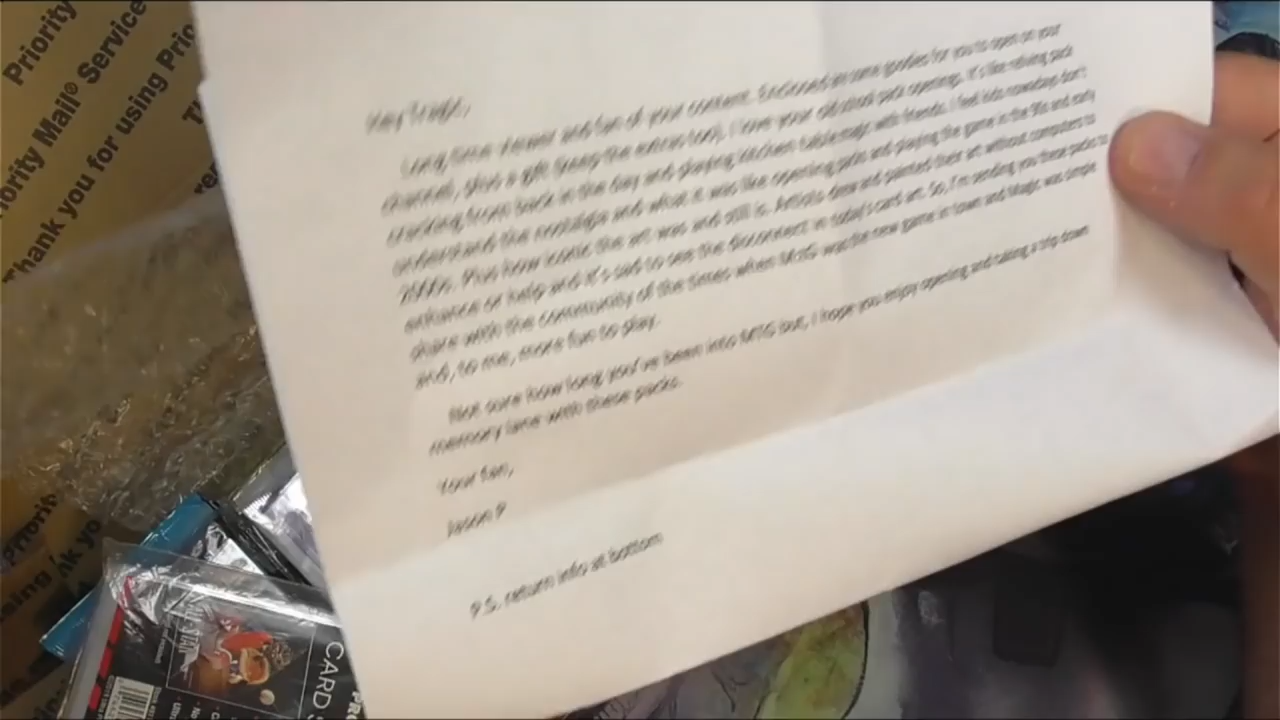 Priority
Priority Mail® Service
Thank you for using Prio
Hey
Long time viewer and fan of your content. Enclosed are some goodies for you to open on your
channel, plus a gift I love your old stock pack openings. It's like reliving pack
cracking from back in the day and playing kitchen table magic with friends. I feel kids nowadays don't
understand the nostalgia and what it was like opening packs and playing the game in the 90s and early
2000s. Plus how iconic the art was and still is. Artists drew and painted their art without computers to
enhance or help and it's sad to see the disconnect in today's card art. So, I'm sending you these packs to
share with the community of the times when MTG was the new game in town and Magic was simple
and, to me, more fun to play.
Not sure how long you've been into MTG but, I hope you enjoy opening and taking a trip down
memory lane with these packs.
Your fan,
Jason P
P.S. return info at bottom
CARD
PRO